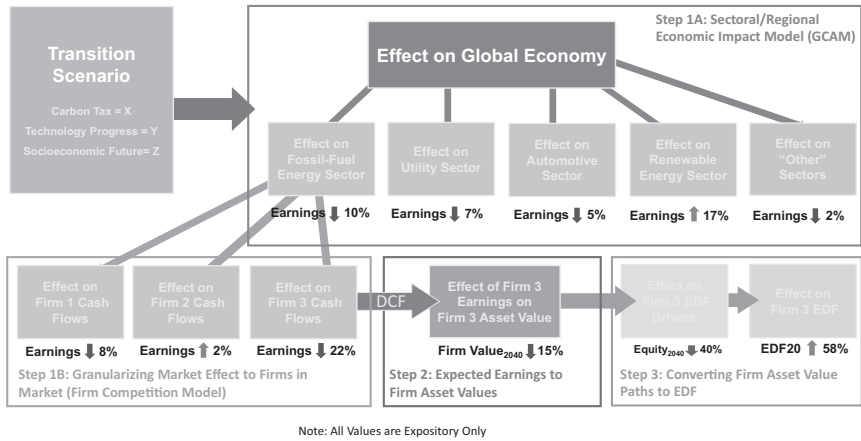 Transition
Scenario
Carbon Tax = X
Technology Progress = Y
Socioeconomic Future= Z
Step 1A: Sectoral/Regional
Economic Impact Model (GCAM)
Effect on Global Economy
Effect on
Fossil-Fuel
Energy Sector
Earnings ⬇ 10%
Effect on
Utility Sector
Earnings ⬇ 7%
Effect on
Automotive
Sector
Earnings ⬇ 5%
Effect on
Renewable
Energy Sector
Earnings ⬆ 17%
Effect on
“Other”
Sectors
Earnings ⬇ 2%
Effect on
Firm 1 Cash
Flows
Earnings ⬇ 8%
Effect on
Firm 2 Cash
Flows
Earnings ⬆ 2%
Effect on
Firm 3 Cash
Flows
Earnings ⬇ 22%
Step 1B: Granularizing Market Effect to Firms in
Market (Firm Competition Model)
DCF
Effect of Firm 3
Earnings on
Firm 3 Asset Value
Firm Value2040 ⬇ 15%
Step 2: Expected Earnings to
Firm Asset Values
Effect on
Firm 3 EDF
Drivers
Equity2040 ⬇ 40%
Effect on
Firm 3 EDF
EDF20 ⬆ 58%
Step 3: Converting Firm Asset Value
Paths to EDF
Note: All Values are Expository Only